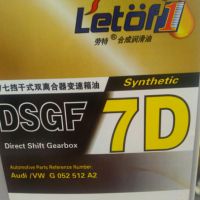 Letön1
劳特® 合成润滑油
七挡干式双离合器变速箱油
Synthetic
DSGF 7D
Direct Shift Gearbox
Automotive Parts Reference Number
Audi /VW G 052 512 A2